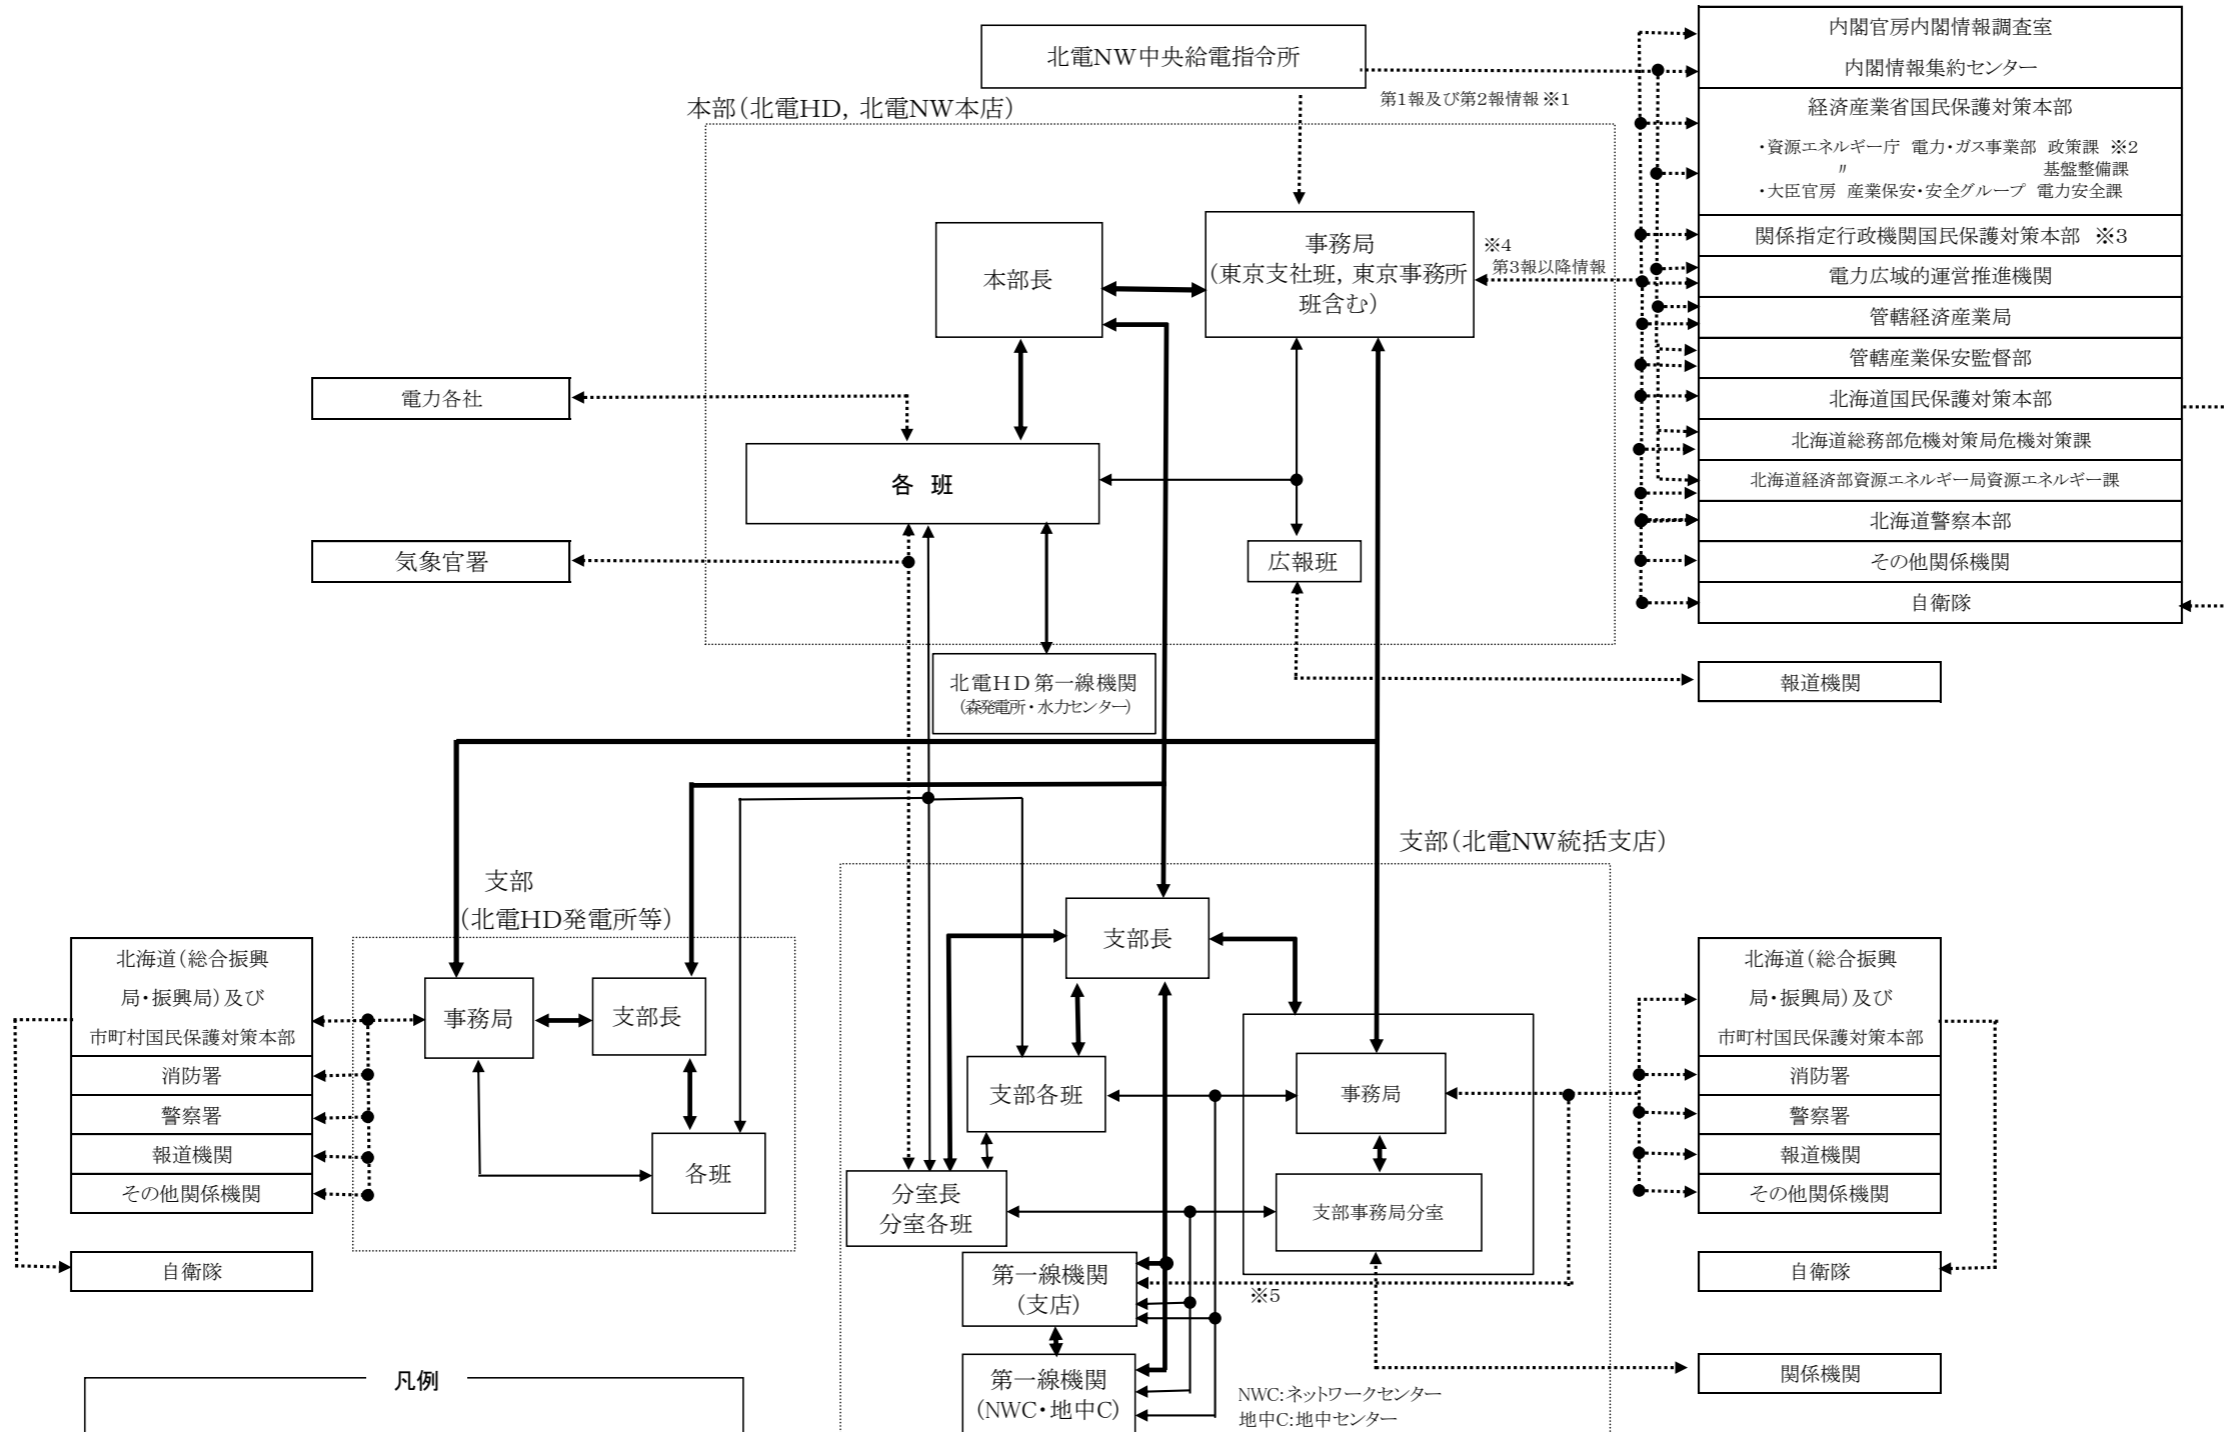 北電NW中央給電指令所
第1報及び第2報情報 ※1
本部(北電HD, 北電NW本店)
内閣官房内閣情報調査室
内閣情報集約センター
経済産業省国民保護対策本部
・資源エネルギー庁 電力・ガス事業部 政策課 ※2
〃 基盤整備課
・大臣官房 産業保安・安全グループ 電力安全課
関係指定行政機関国民保護対策本部 ※3
電力広域的運営推進機関
管轄経済産業局
管轄産業保安監督部
北海道国民保護対策本部
北海道総務部危機対策局危機対策課
北海道経済部資源エネルギー局資源エネルギー課
北海道警察本部
その他関係機関
自衛隊
本部長
事務局
(東京支社班, 東京事務所
班含む)
※4
第3報以降情報
電力各社
各 班
気象官署
広報班
北電HD第一線機関
(森発電所・水力センター)
報道機関
支部
(北電HD発電所等)
北海道(総合振興
局・振興局)及び
市町村国民保護対策本部
消防署
警察署
報道機関
その他関係機関
自衛隊
事務局
支部長
各班
支部(北電NW統括支店)
支部長
支部各班
事務局
分室長
分室各班
支部事務局分室
第一線機関
(支店)
※5
第一線機関
(NWC・地中C)
NWC:ネットワークセンター
地中C:地中センター
北海道(総合振興
局・振興局)及び
市町村国民保護対策本部
消防署
警察署
報道機関
その他関係機関
自衛隊
関係機関
凡例